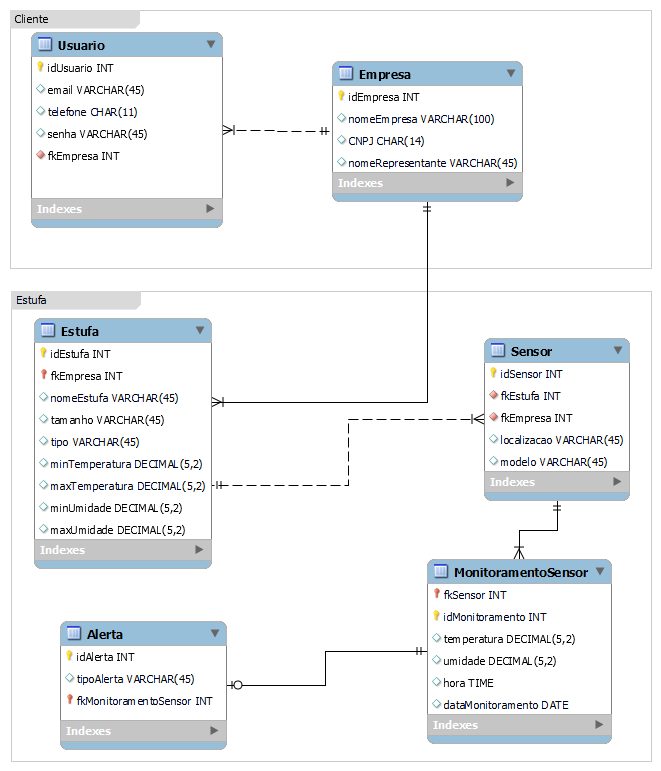 Cliente
Usuario
idUsuario INT
email VARCHAR(45)
telefone CHAR(11)
senha VARCHAR(45)
fkEmpresa INT
Indexes
Empresa
idEmpresa INT
nomeEmpresa VARCHAR(100)
CNPJ CHAR(14)
nomeRepresentante VARCHAR(45)
Indexes
Estufa
Estufa
idEstufa INT
fkEmpresa INT
nomeEstufa VARCHAR(45)
tamanho VARCHAR(45)
tipo VARCHAR(45)
minTemperatura DECIMAL(5,2)
maxTemperatura DECIMAL(5,2)
minUmidade DECIMAL(5,2)
maxUmidade DECIMAL(5,2)
Indexes
Sensor
idSensor INT
fkEstufa INT
fkEmpresa INT
localizacao VARCHAR(45)
modelo VARCHAR(45)
Indexes
MonitoramentoSensor
fkSensor INT
idMonitoramento INT
temperatura DECIMAL(5,2)
umidade DECIMAL(5,2)
hora TIME
dataMonitoramento DATE
Indexes
Alerta
idAlerta INT
tipoAlerta VARCHAR(45)
fkMonitoramentoSensor INT
Indexes